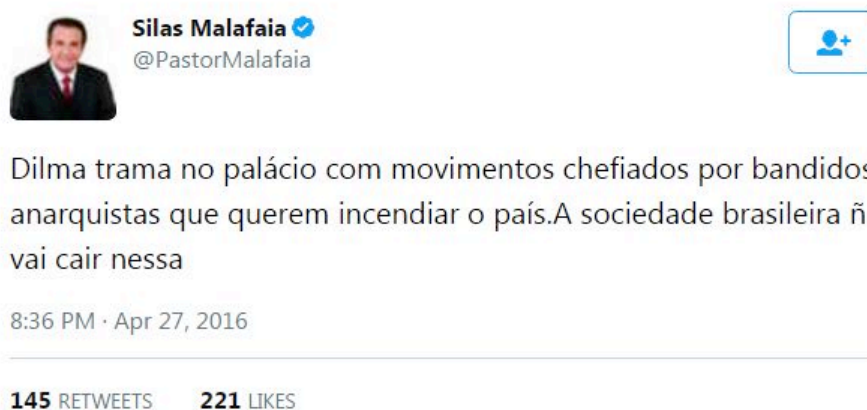 Silas Malafaia
@PastorMalafaia
Dilma trama no palácio com movimentos chefiados por bandidos
anarquistas que querem incendiar o país.A sociedade brasileira ñ
vai cair nessa
8:36 PM · Apr 27, 2016
145 RETWEETS 221 LIKES